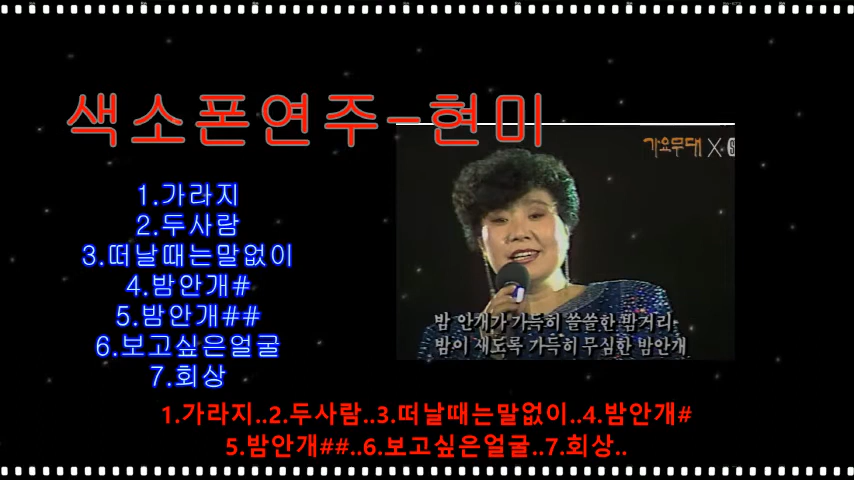 색소폰연주-현미
가요무대 X
1.가라지
2.두사람
3.떠날때는말없이
4.밤안개#
5.밤안개##
6.보고싶은얼굴
7.회상
밤 안개가 가득히 쓸쓸한 밤거리
밤이 새도록 가득히 무심한 밤안개
1.가라지..2.두사람..3.떠날때는말없이..4.밤안개#
5.밤안개##..6.보고싶은얼굴..7.회상..